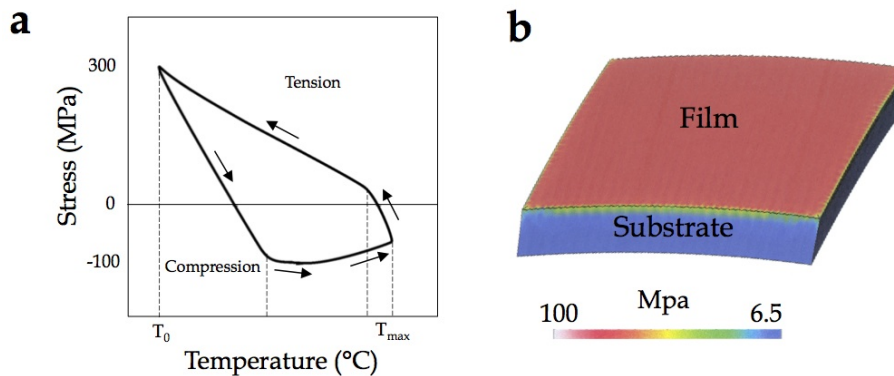 a
b
300
0
-100
Stress (MPa)
Tension
Compression
T0
Tmax
Temperature (°C)
Film
Substrate
Mpa
100
6.5